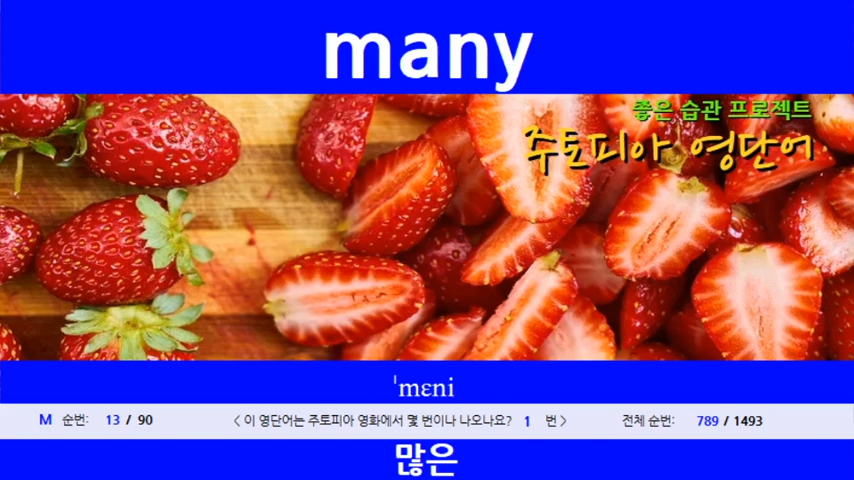 many
좋은 습관 프로젝트
주토피아 영단어
ˈmɛni
M 순번: 13 / 90 < 이 영단어는 주토피아 영화에서 몇 번이나 나오나요? 1 번 > 전체 순번: 789 / 1493
많은